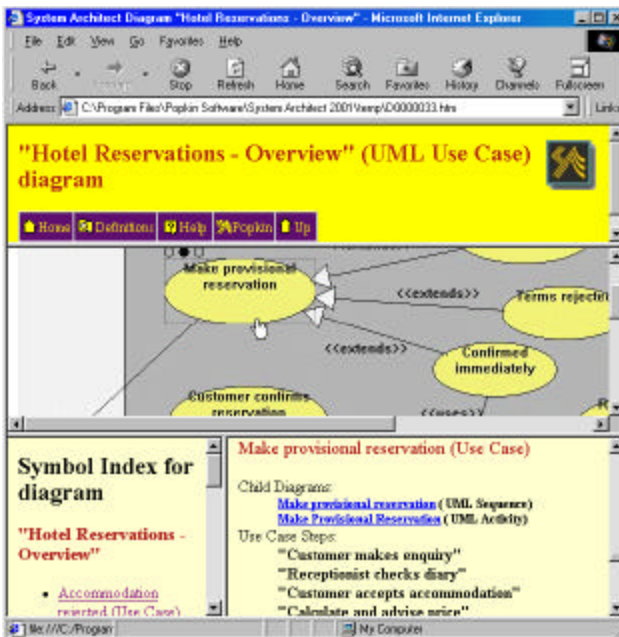 System Architect Diagram "Hotel Reservations - Overview" - Microsoft Internet Explorer
File Edit View Go Favorites Help
Back Stop Refresh Home Search Favorites History Channels Fullscreen
Address C:\Program Files\Popkin Software\System Architect 2001\temp\D0000033.htm Links
"Hotel Reservations - Overview" (UML Use Case)
diagram
Home Definitions Help Popkin Up
Make provisional
reservation
<<extends>>
Terms rejected
<<extends>>
Confirmed
immediately
Customer confirms
reservation
<<uses>>
R
Symbol Index for
diagram
"Hotel Reservations -
Overview"
• Accommodation
rejected (Use Case)
Make provisional reservation (Use Case)
Child Diagrams:
Make provisional reservation ( UML Sequence)
Make Provisional Reservation ( UML Activity)
Use Case Steps:
"Customer makes enquiry"
"Receptionist checks diary"
"Customer accepts accommodation"
"Calculate and advise price"
file:///C:/Program
My Computer